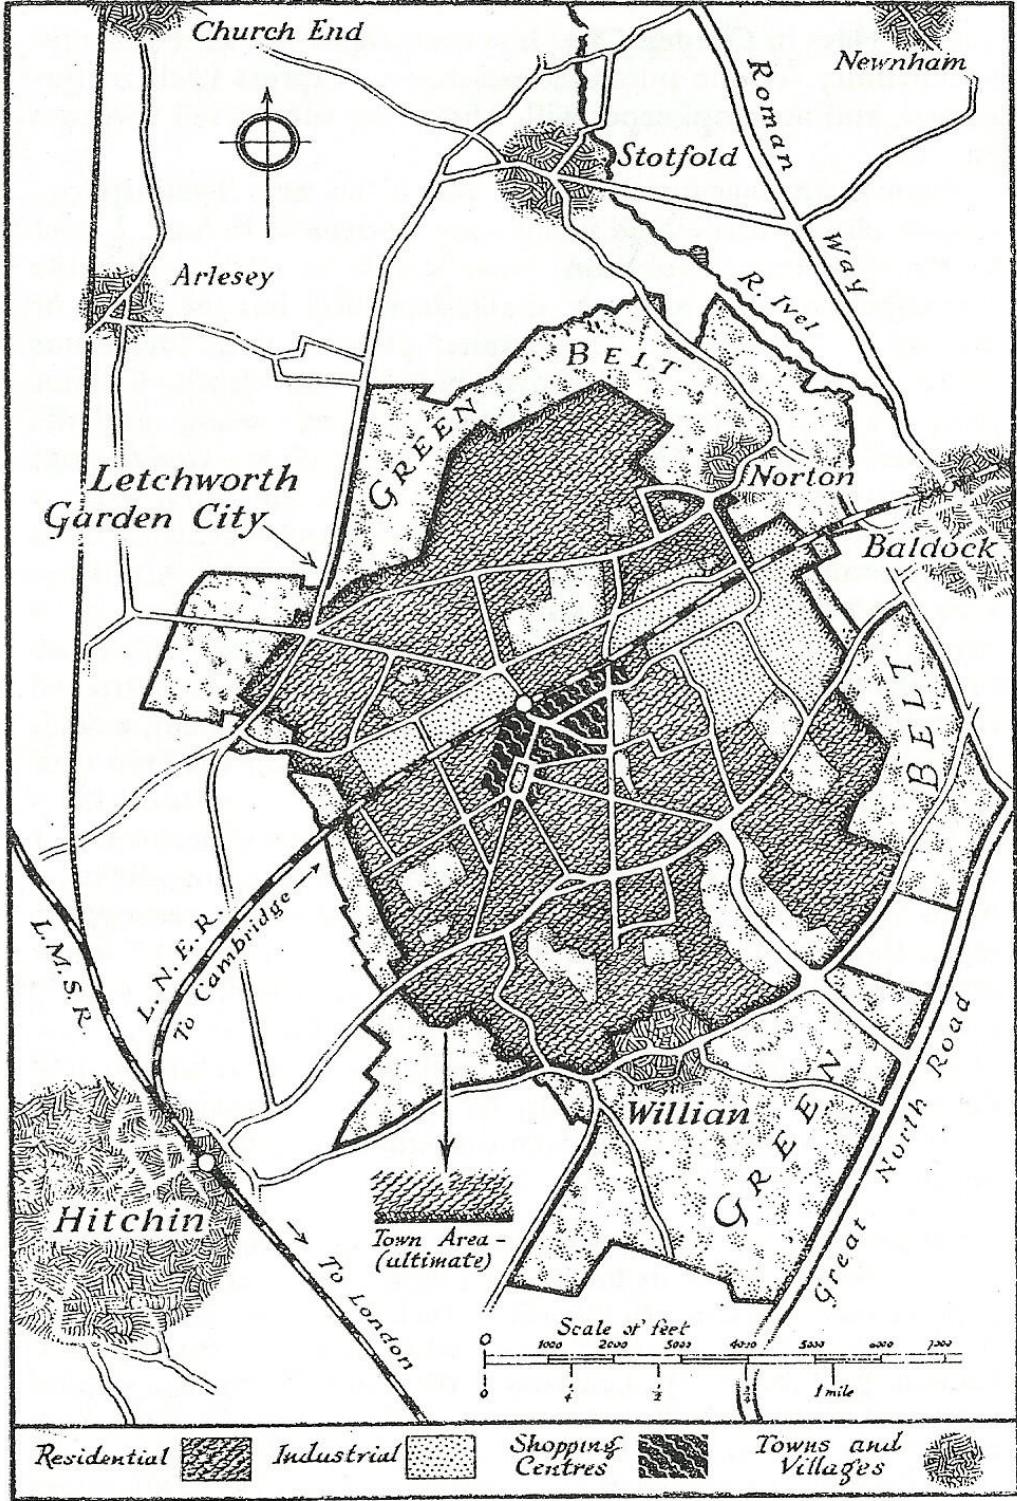 Church End
Newnham
Roman
Way
Stotfold
Arlesey
R. Ivel
GREEN
BELT
Letchworth
Garden City
Norton
Baldock
BELT
L.M.S.R.
L.N.E.R.
To Cambridge
Willian
GREEN
Great North Road
Hitchin
To London
Town Area -
(ultimate)
Scale of feet
0 1000 2000 3000 4000 5000 6000 7000
0 1/4 1/2 3/4 1 mile
Residential
Industrial
Shopping
Centres
Towns and
Villages